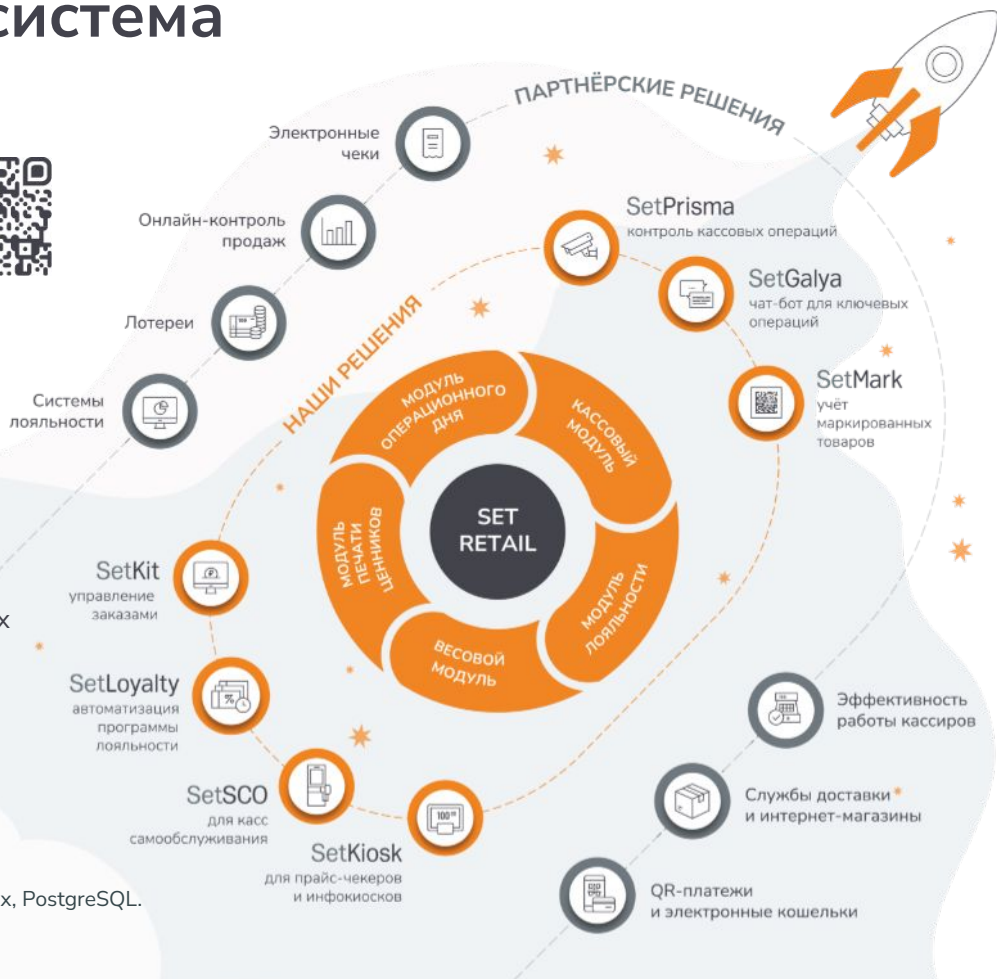 система
ПАРТНЁРСКИЕ РЕШЕНИЯ
Электронные
чеки
Онлайн-контроль
продаж
Лотереи
Системы
лояльности
НАШИ РЕШЕНИЯ
SetPrisma
контроль кассовых операций
SetGalya
чат-бот для ключевых
операций
SetMark
учёт
маркированных
товаров
МОДУЛЬ
ОПЕРАЦИОННОГО
ДНЯ
КАССОВЫЙ
МОДУЛЬ
МОДУЛЬ
ПЕЧАТИ
ЦЕННИКОВ
SET
RETAIL
МОДУЛЬ
ЛОЯЛЬНОСТИ
ВЕСОВОЙ
МОДУЛЬ
SetKit
управление
заказами
х
SetLoyalty
автоматизация
программы
лояльности
SetSCO
для касс
самообслуживания
SetKiosk
для прайс-чекеров
и инфокиосков
100
Эффективность
работы кассиров
Службы доставки*
и интернет-магазины
QR-платежи
и электронные кошельки
x, PostgreSQL.